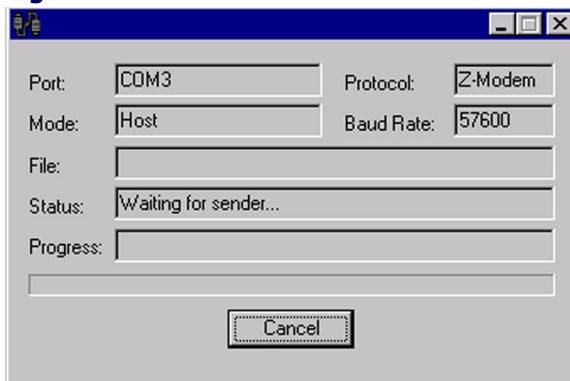 Port: COM3 Protocol: Z-Modem
Mode: Host Baud Rate: 57600
File:
Status: Waiting for sender...
Progress:
Cancel